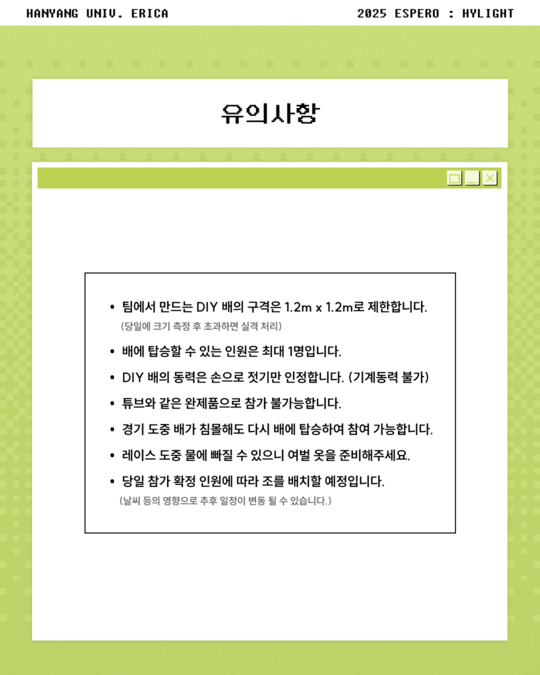 HANYANG UNIV. ERICA
2025 ESPERO : HYLIGHT
유의사항
• 팀에서 만드는 DIY 배의 구격은 1.2m x 1.2m로 제한합니다.
(당일에 크기 측정 후 초과하면 실격 처리)
• 배에 탑승할 수 있는 인원은 최대 1명입니다.
• DIY 배의 동력은 손으로 젓기만 인정합니다. (기계동력 불가)
• 튜브와 같은 완제품으로 참가 불가능합니다.
• 경기 도중 배가 침몰해도 다시 배에 탑승하여 참여 가능합니다.
• 레이스 도중 물에 빠질 수 있으니 여벌 옷을 준비해주세요.
• 당일 참가 확정 인원에 따라 조를 배치할 예정입니다.
(날씨 등의 영향으로 추후 일정이 변동 될 수 있습니다.)